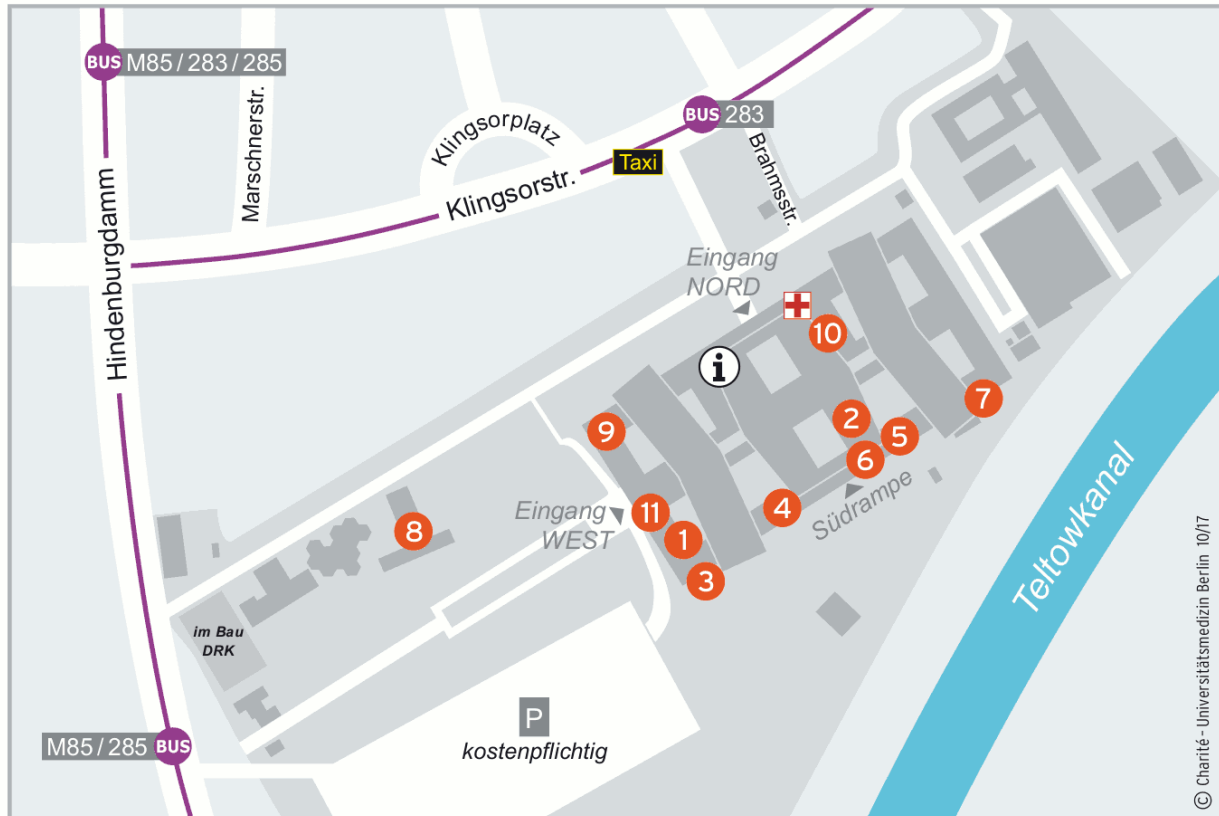 BUS M85 / 283 / 285
Marschnerstr.
Klingsorplatz
BUS 283
Taxi
Brahmsstr.
Klingsorstr.
Hindenburgdamm
Eingang
NORD
i
10
9
2
5
7
6
4
Südrampe
Eingang
WEST
11
8
1
3
Teltowkanal
im Bau
DRK
P
kostenpflichtig
M85 / 285 BUS
© Charité - Universitätsmedizin Berlin 10/17